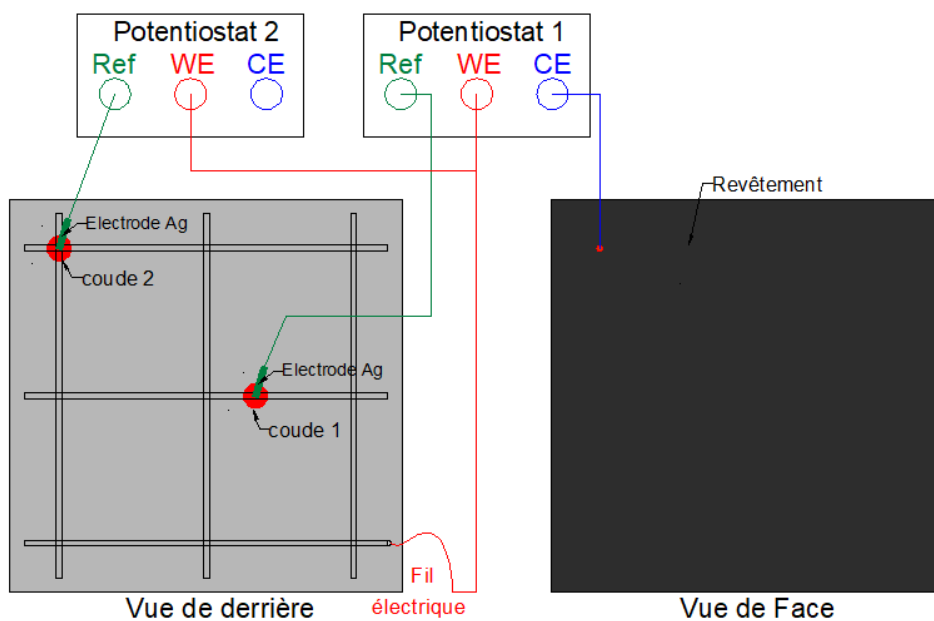 Potentiostat 2
Ref WE CE
Potentiostat 1
Ref WE CE
Electrode Ag
coude 2
Electrode Ag
coude 1
Fil
électrique
Vue de derrière
Revêtement
Vue de Face